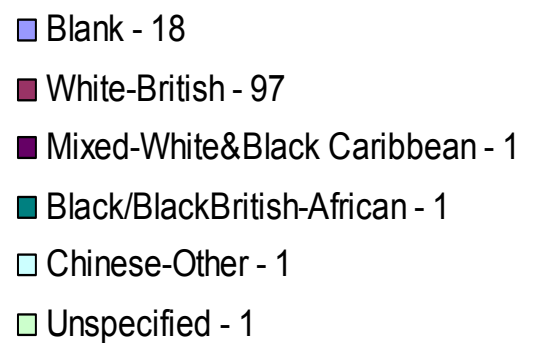 Blank - 18
White-British - 97
Mixed-White&Black Caribbean - 1
Black/BlackBritish-African - 1
Chinese-Other - 1
Unspecified - 1